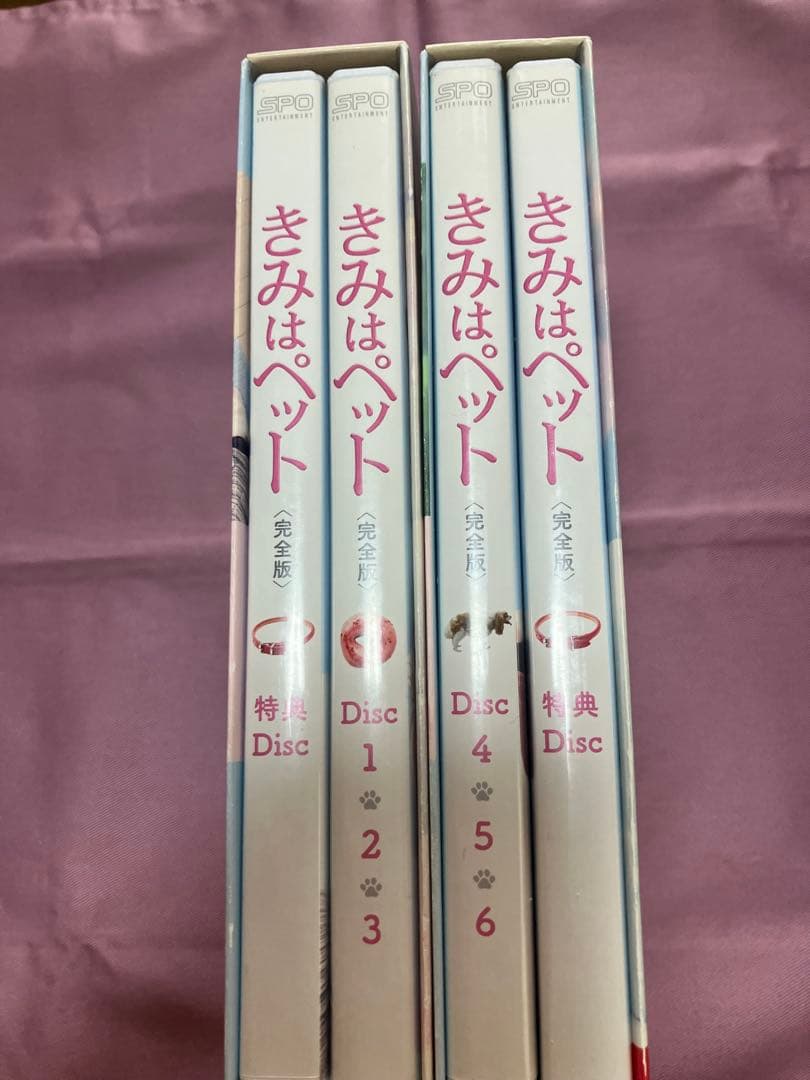 SPO
ENTERTAINMENT
きみはペット
〈完全版〉
特典
Disc
SPO
ENTERTAINMENT
きみはペット
〈完全版〉
Disc
1
2
3
SPO
ENTERTAINMENT
きみはペット
〈完全版〉
Disc
4
5
6
SPO
ENTERTAINMENT
きみはペット
〈完全版〉
特典
Disc